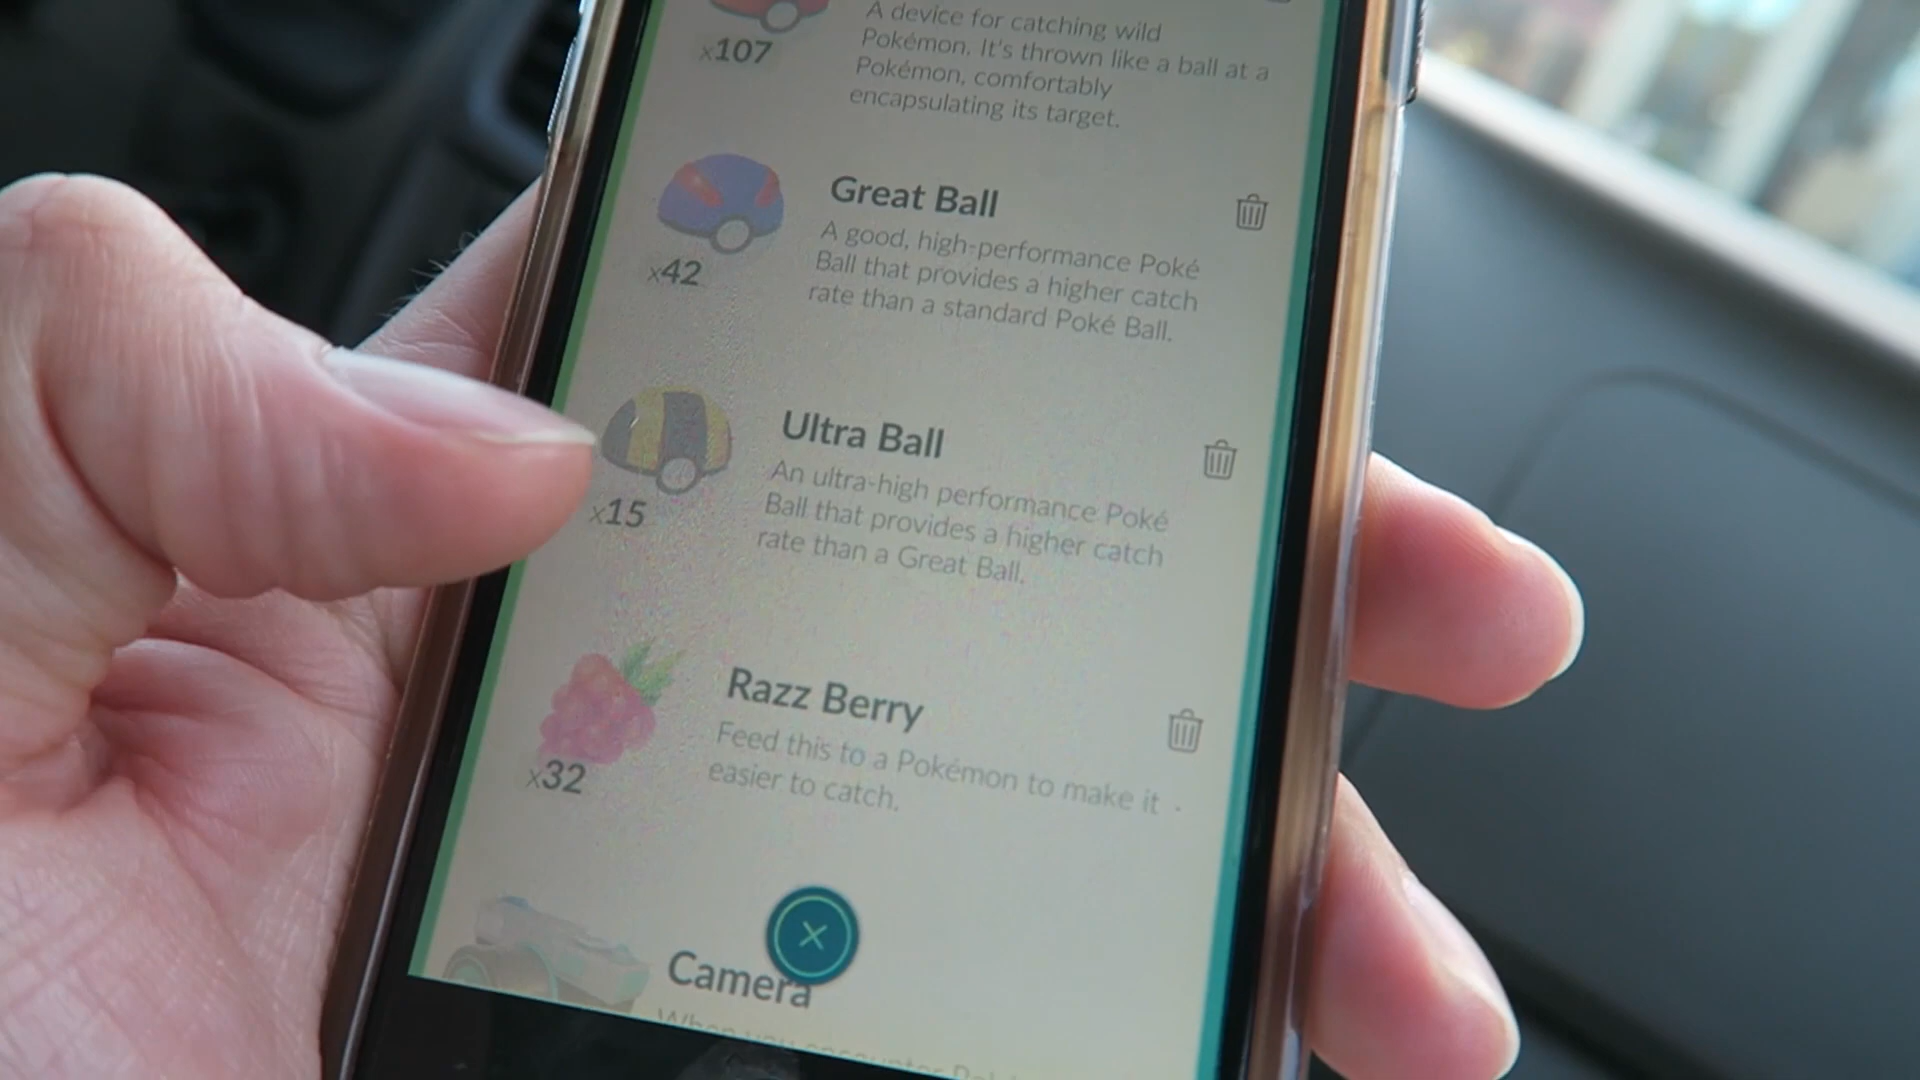 A device for catching wild
Pokémon. It's thrown like a ball at a
Pokémon, comfortably
encapsulating its target.
x107
Great Ball
A good, high-performance Poké
Ball that provides a higher catch
rate than a standard Poké Ball.
x42
Ultra Ball
An ultra-high performance Poké
Ball that provides a higher catch
rate than a Great Ball.
x15
Razz Berry
Feed this to a Pokémon to make it
easier to catch.
x32
Camera
When you encounter